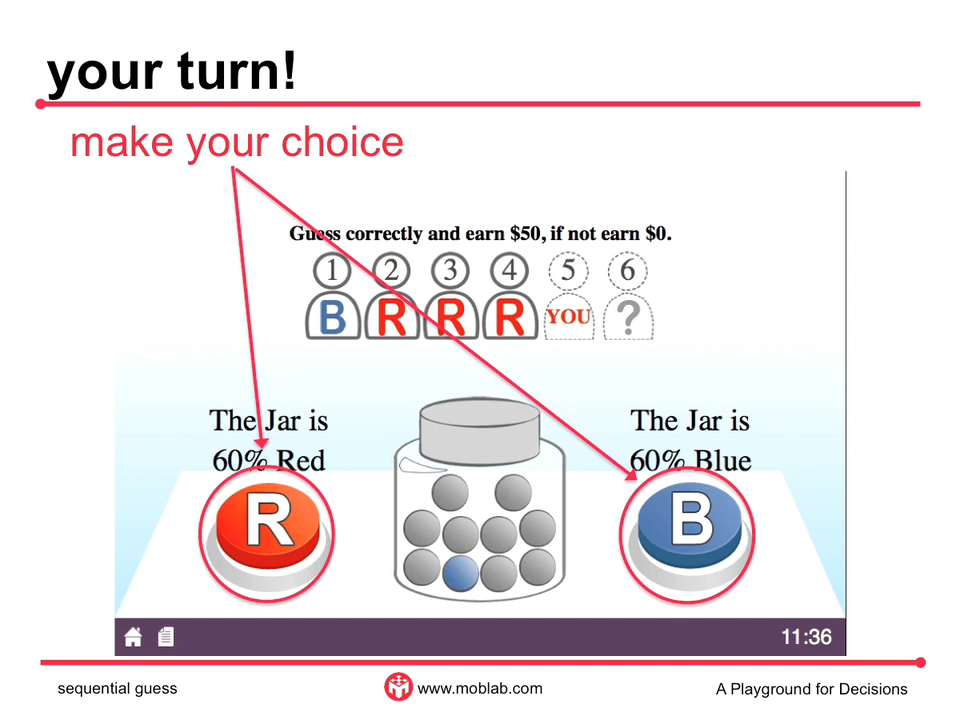 your turn!
make your choice
Guess correctly and earn $50, if not earn $0.
1 2 3 4 5 6
B R R R YOU ?
The Jar is
60% Red
The Jar is
60% Blue
R
B
11:36
sequential guess
www.moblab.com
A Playground for Decisions